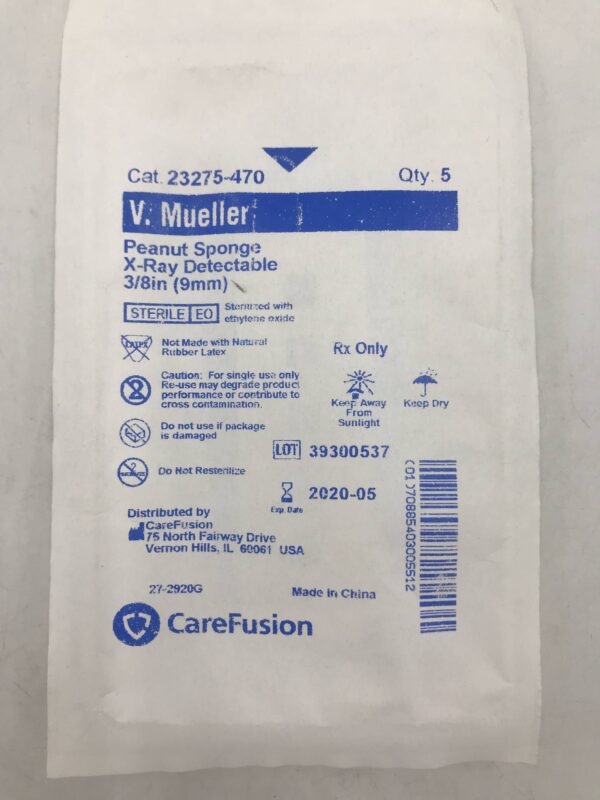 Cat. 23275-470 Qty. 5
V. Mueller
Peanut Sponge
X-Ray Detectable
3/8in (9mm)
STERILE EO Sterilized with
ethylene oxide
LATEX Not Made with Natural
Rubber Latex
Rx Only
Caution: For single use only
Re-use may degrade product
performance or contribute to
cross contamination.
Keep Away
From
Sunlight
Keep Dry
Do not use if package
is damaged
LOT 39300537
Do Not Resterilize
2020-05
Exp. Date
Distributed by
CareFusion
75 North Fairway Drive
Vernon Hills, IL 60061 USA
27-2920G Made in China
CareFusion
(01)070885403005512